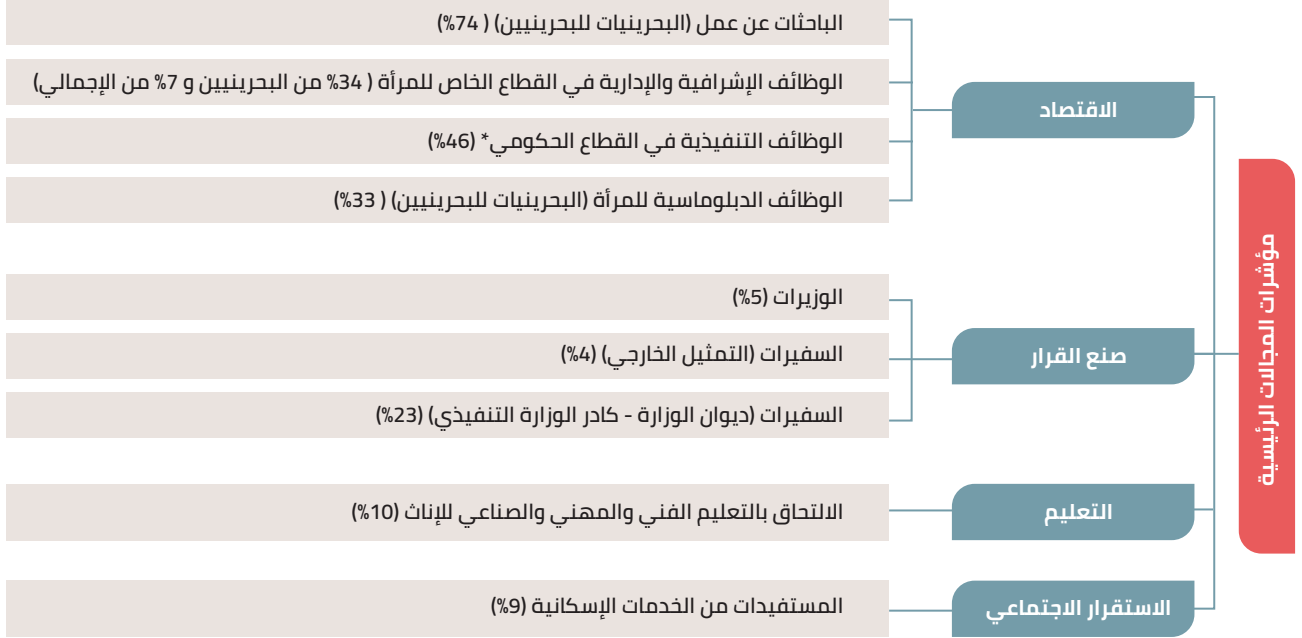 مؤشرات المجالات الرئيسية
الاقتصاد
الباحثات عن عمل (البحرينيات للبحرينيين) ( 74%)
الوظائف الإشرافية والإدارية في القطاع الخاص للمرأة ( 34% من البحرينيين و 7% من الإجمالي)
الوظائف التنفيذية في القطاع الحكومي* (46%)
الوظائف الدبلوماسية للمرأة (البحرينيات للبحرينيين) ( 33%)
صنع القرار
الوزيرات (5%)
السفيرات (التمثيل الخارجي) (4%)
السفيرات (ديوان الوزارة - كادر الوزارة التنفيذي) (23%)
التعليم
الالتحاق بالتعليم الفني والمهني والصناعي للإناث (10%)
الاستقرار الاجتماعي
المستفيدات من الخدمات الإسكانية (9%)